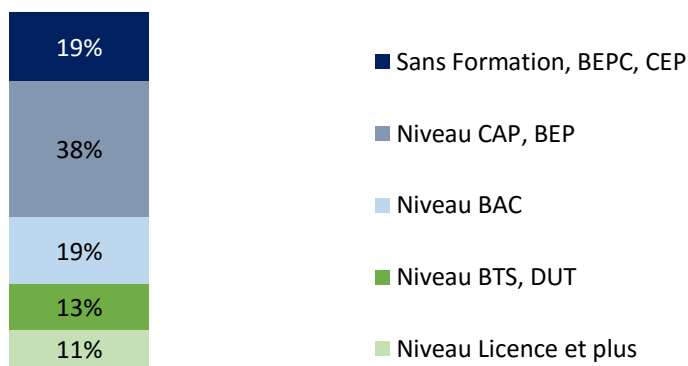 19%
38%
19%
13%
11%
Sans Formation, BEPC, CEP
Niveau CAP, BEP
Niveau BAC
Niveau BTS, DUT
Niveau Licence et plus